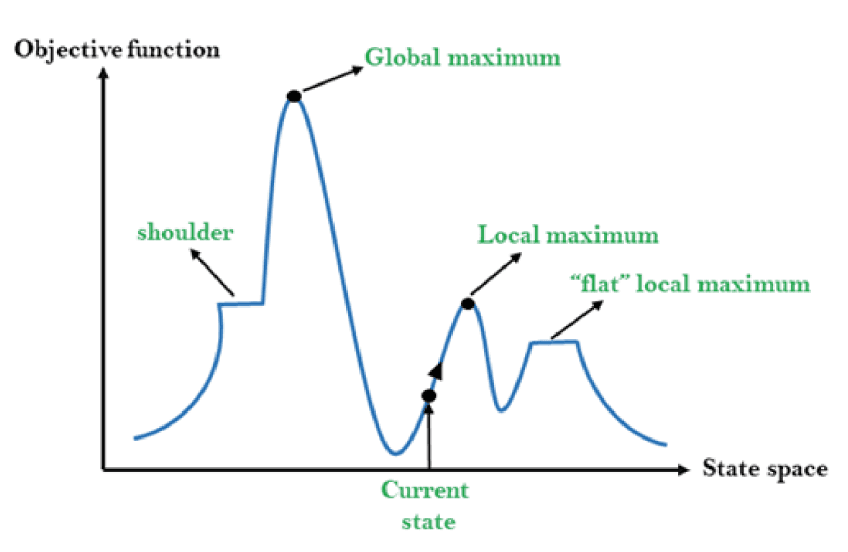 Objective function
Global maximum
shoulder
Local maximum
“flat” local maximum
State space
Current
state